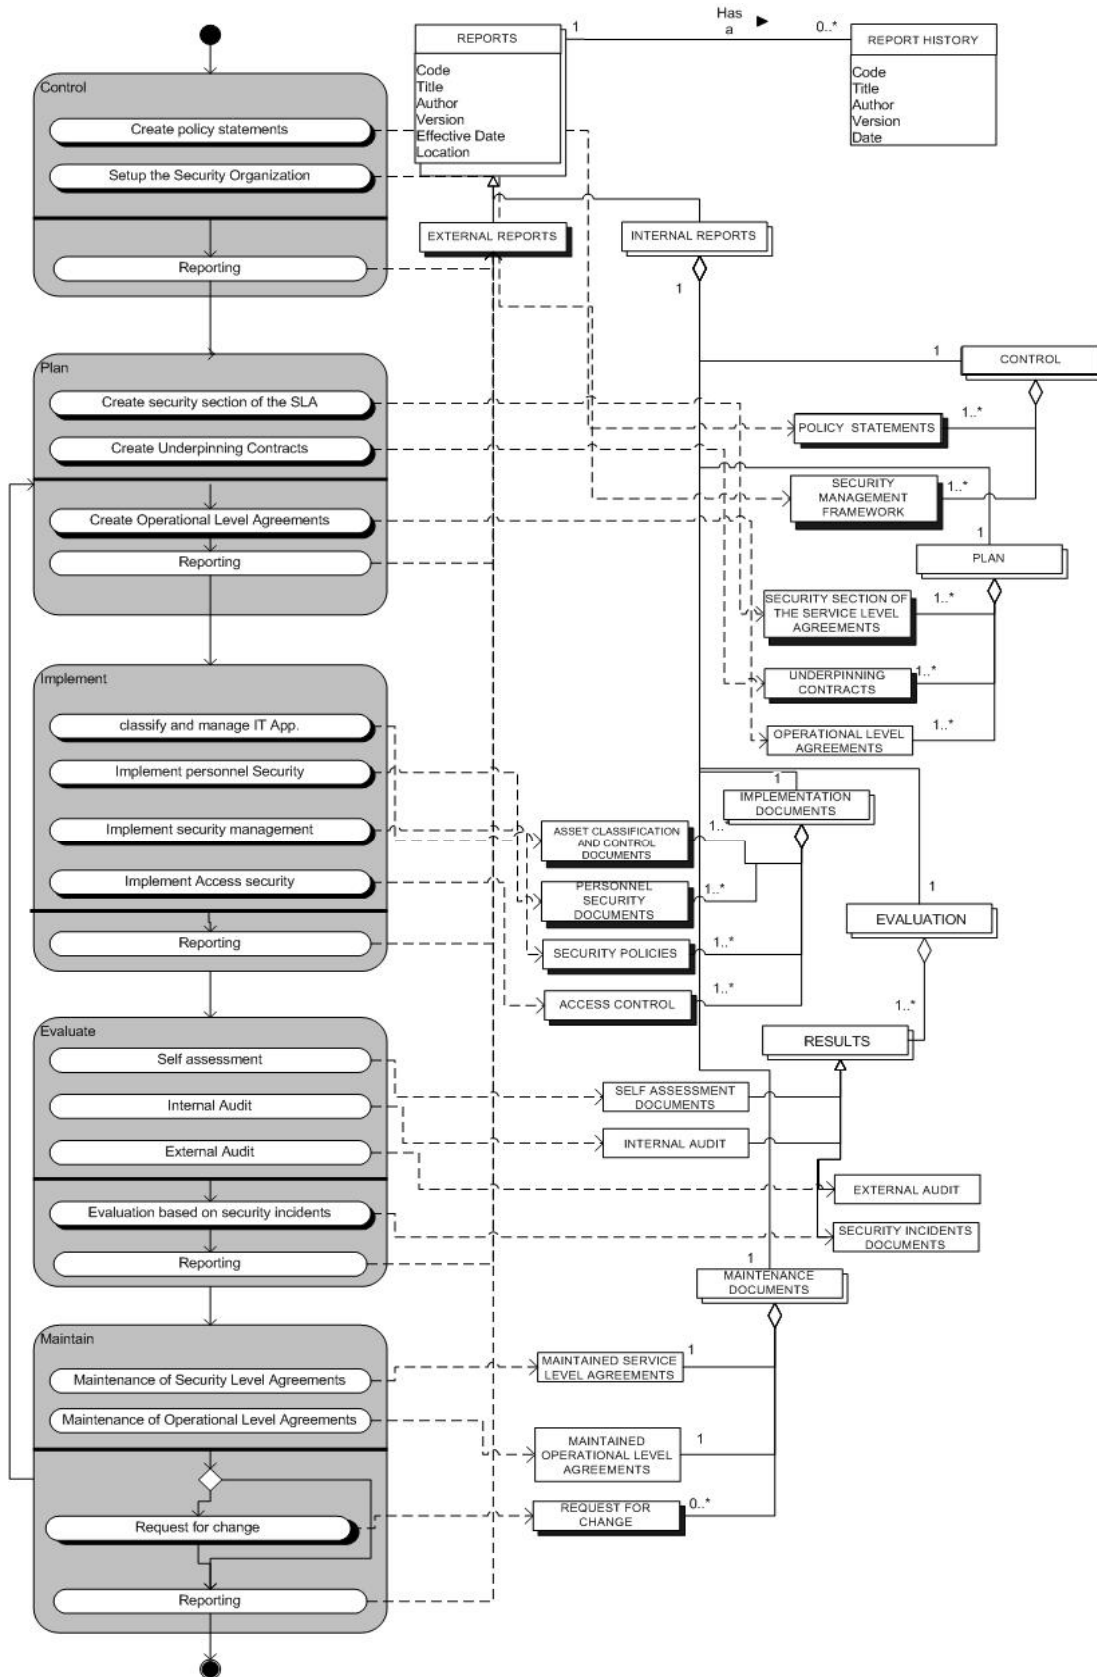 Has
a
1
0..*
REPORTS
Code
Title
Author
Version
Effective Date
Location
REPORT HISTORY
Code
Title
Author
Version
Date
Control
Create policy statements
Setup the Security Organization
Reporting
EXTERNAL REPORTS
INTERNAL REPORTS
1
Plan
Create security section of the SLA
Create Underpinning Contracts
Create Operational Level Agreements
Reporting
1
CONTROL
1..*
POLICY STATEMENTS
SECURITY
MANAGEMENT
FRAMEWORK
1..*
1
PLAN
SECURITY SECTION OF
THE SERVICE LEVEL
AGREEMENTS
1..*
UNDERPINNING
CONTRACTS
1..*
OPERATIONAL LEVEL
AGREEMENTS
1..*
Implement
classify and manage IT App.
Implement personnel Security
Implement security management
Implement Access security
Reporting
1
IMPLEMENTATION
DOCUMENTS
ASSET CLASSIFICATION
AND CONTROL
DOCUMENTS
1..
PERSONNEL
SECURITY
DOCUMENTS
1..*
SECURITY POLICIES
1..*
ACCESS CONTROL
1..*
1
EVALUATION
1..*
RESULTS
Evaluate
Self assessment
Internal Audit
External Audit
Evaluation based on security incidents
Reporting
SELF ASSESSMENT
DOCUMENTS
INTERNAL AUDIT
EXTERNAL AUDIT
SECURITY INCIDENTS
DOCUMENTS
1
MAINTENANCE
DOCUMENTS
Maintain
Maintenance of Security Level Agreements
Maintenance of Operational Level Agreements
Request for change
Reporting
MAINTAINED SERVICE
LEVEL AGREEMENTS
1
MAINTAINED
OPERATIONAL LEVEL
AGREEMENTS
1
REQUEST FOR
CHANGE
0..*